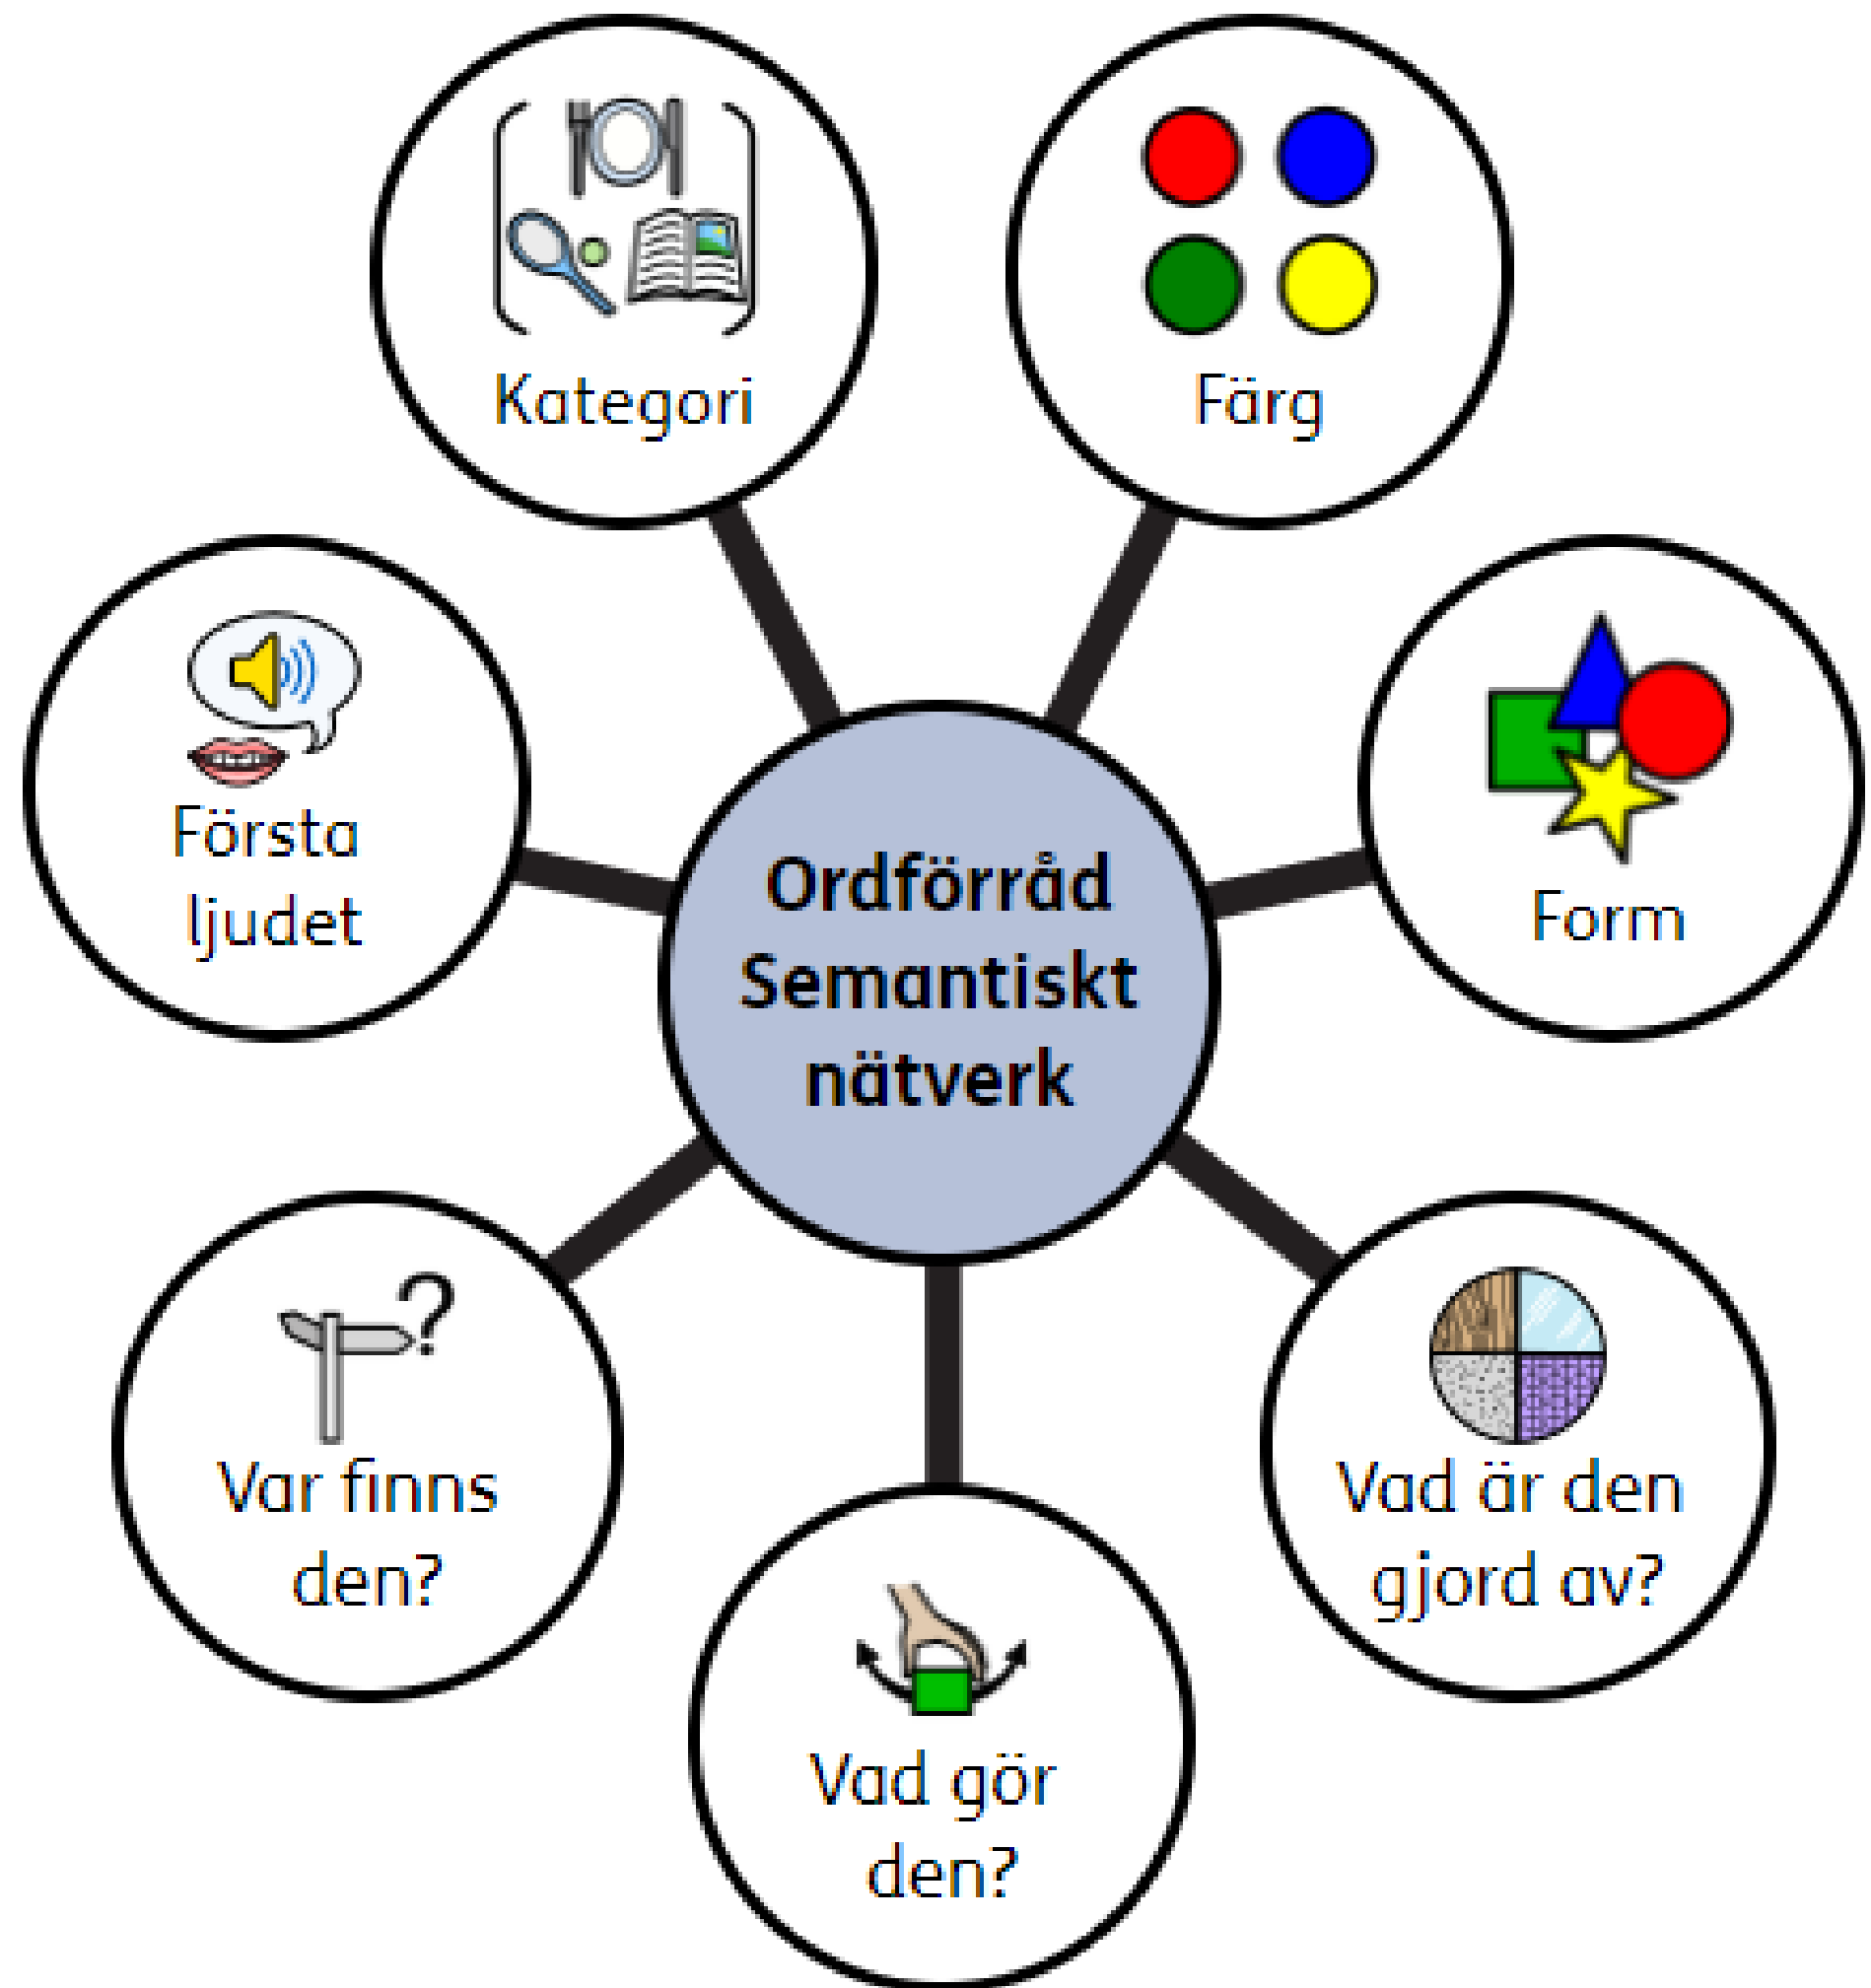 Kategori
Färg
Första
ljudet
Form
Ordförråd
Semantiskt
nätverk
Var finns
den?
Vad är den
gjord av?
Vad gör
den?